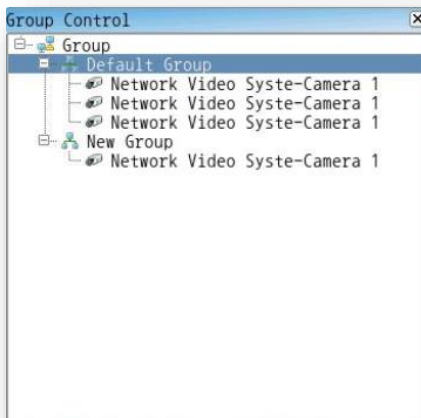 Group Control
Group
Default Group
Network Video Syste-Camera 1
Network Video Syste-Camera 1
Network Video Syste-Camera 1
New Group
Network Video Syste-Camera 1